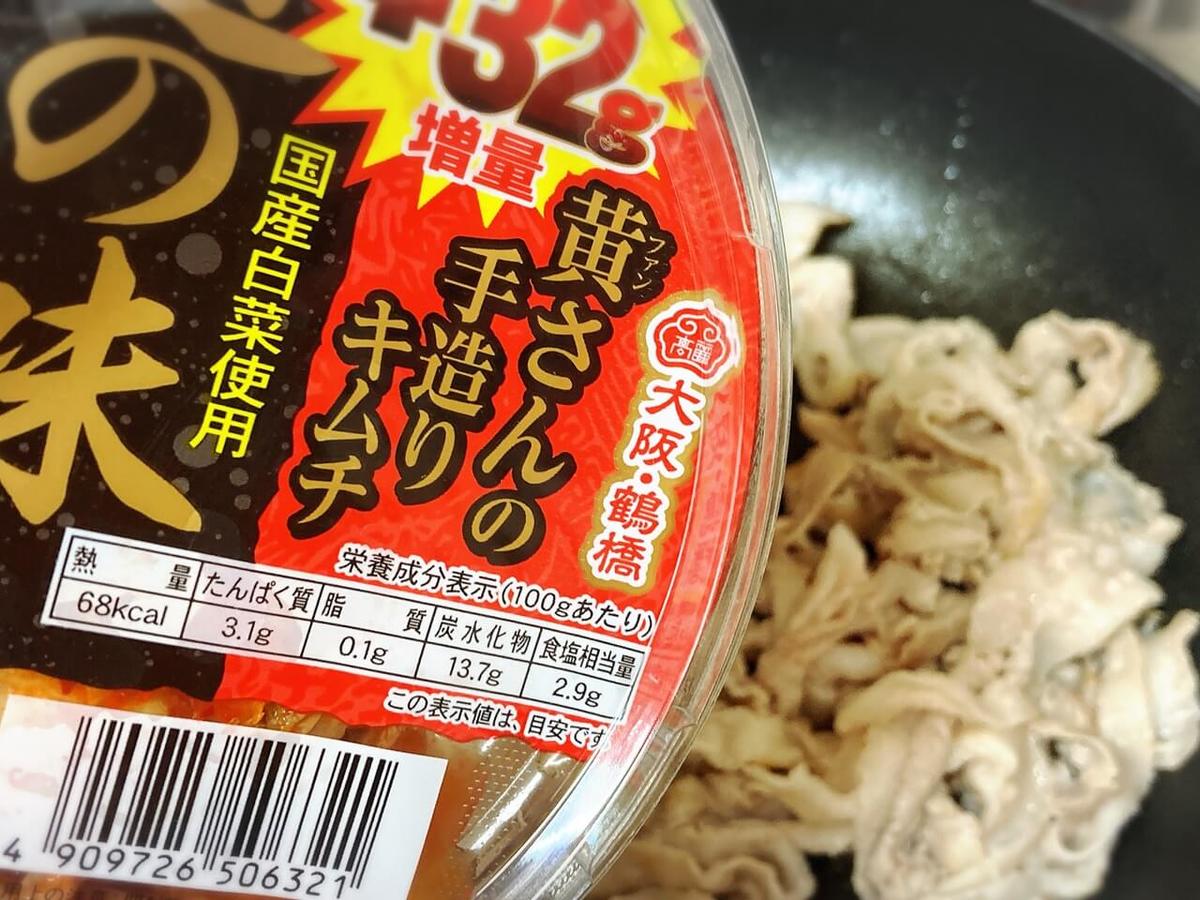 +32g
増量
の味
国産白菜使用
黄さんの
ファン
手造り
キムチ
高麗
大阪・鶴橋
栄養成分表示(100gあたり)
熱量 たんぱく質 脂質 炭水化物 食塩相当量
68kcal 3.1g 0.1g 13.7g 2.9g
この表示値は、目安です
4 909726 506321